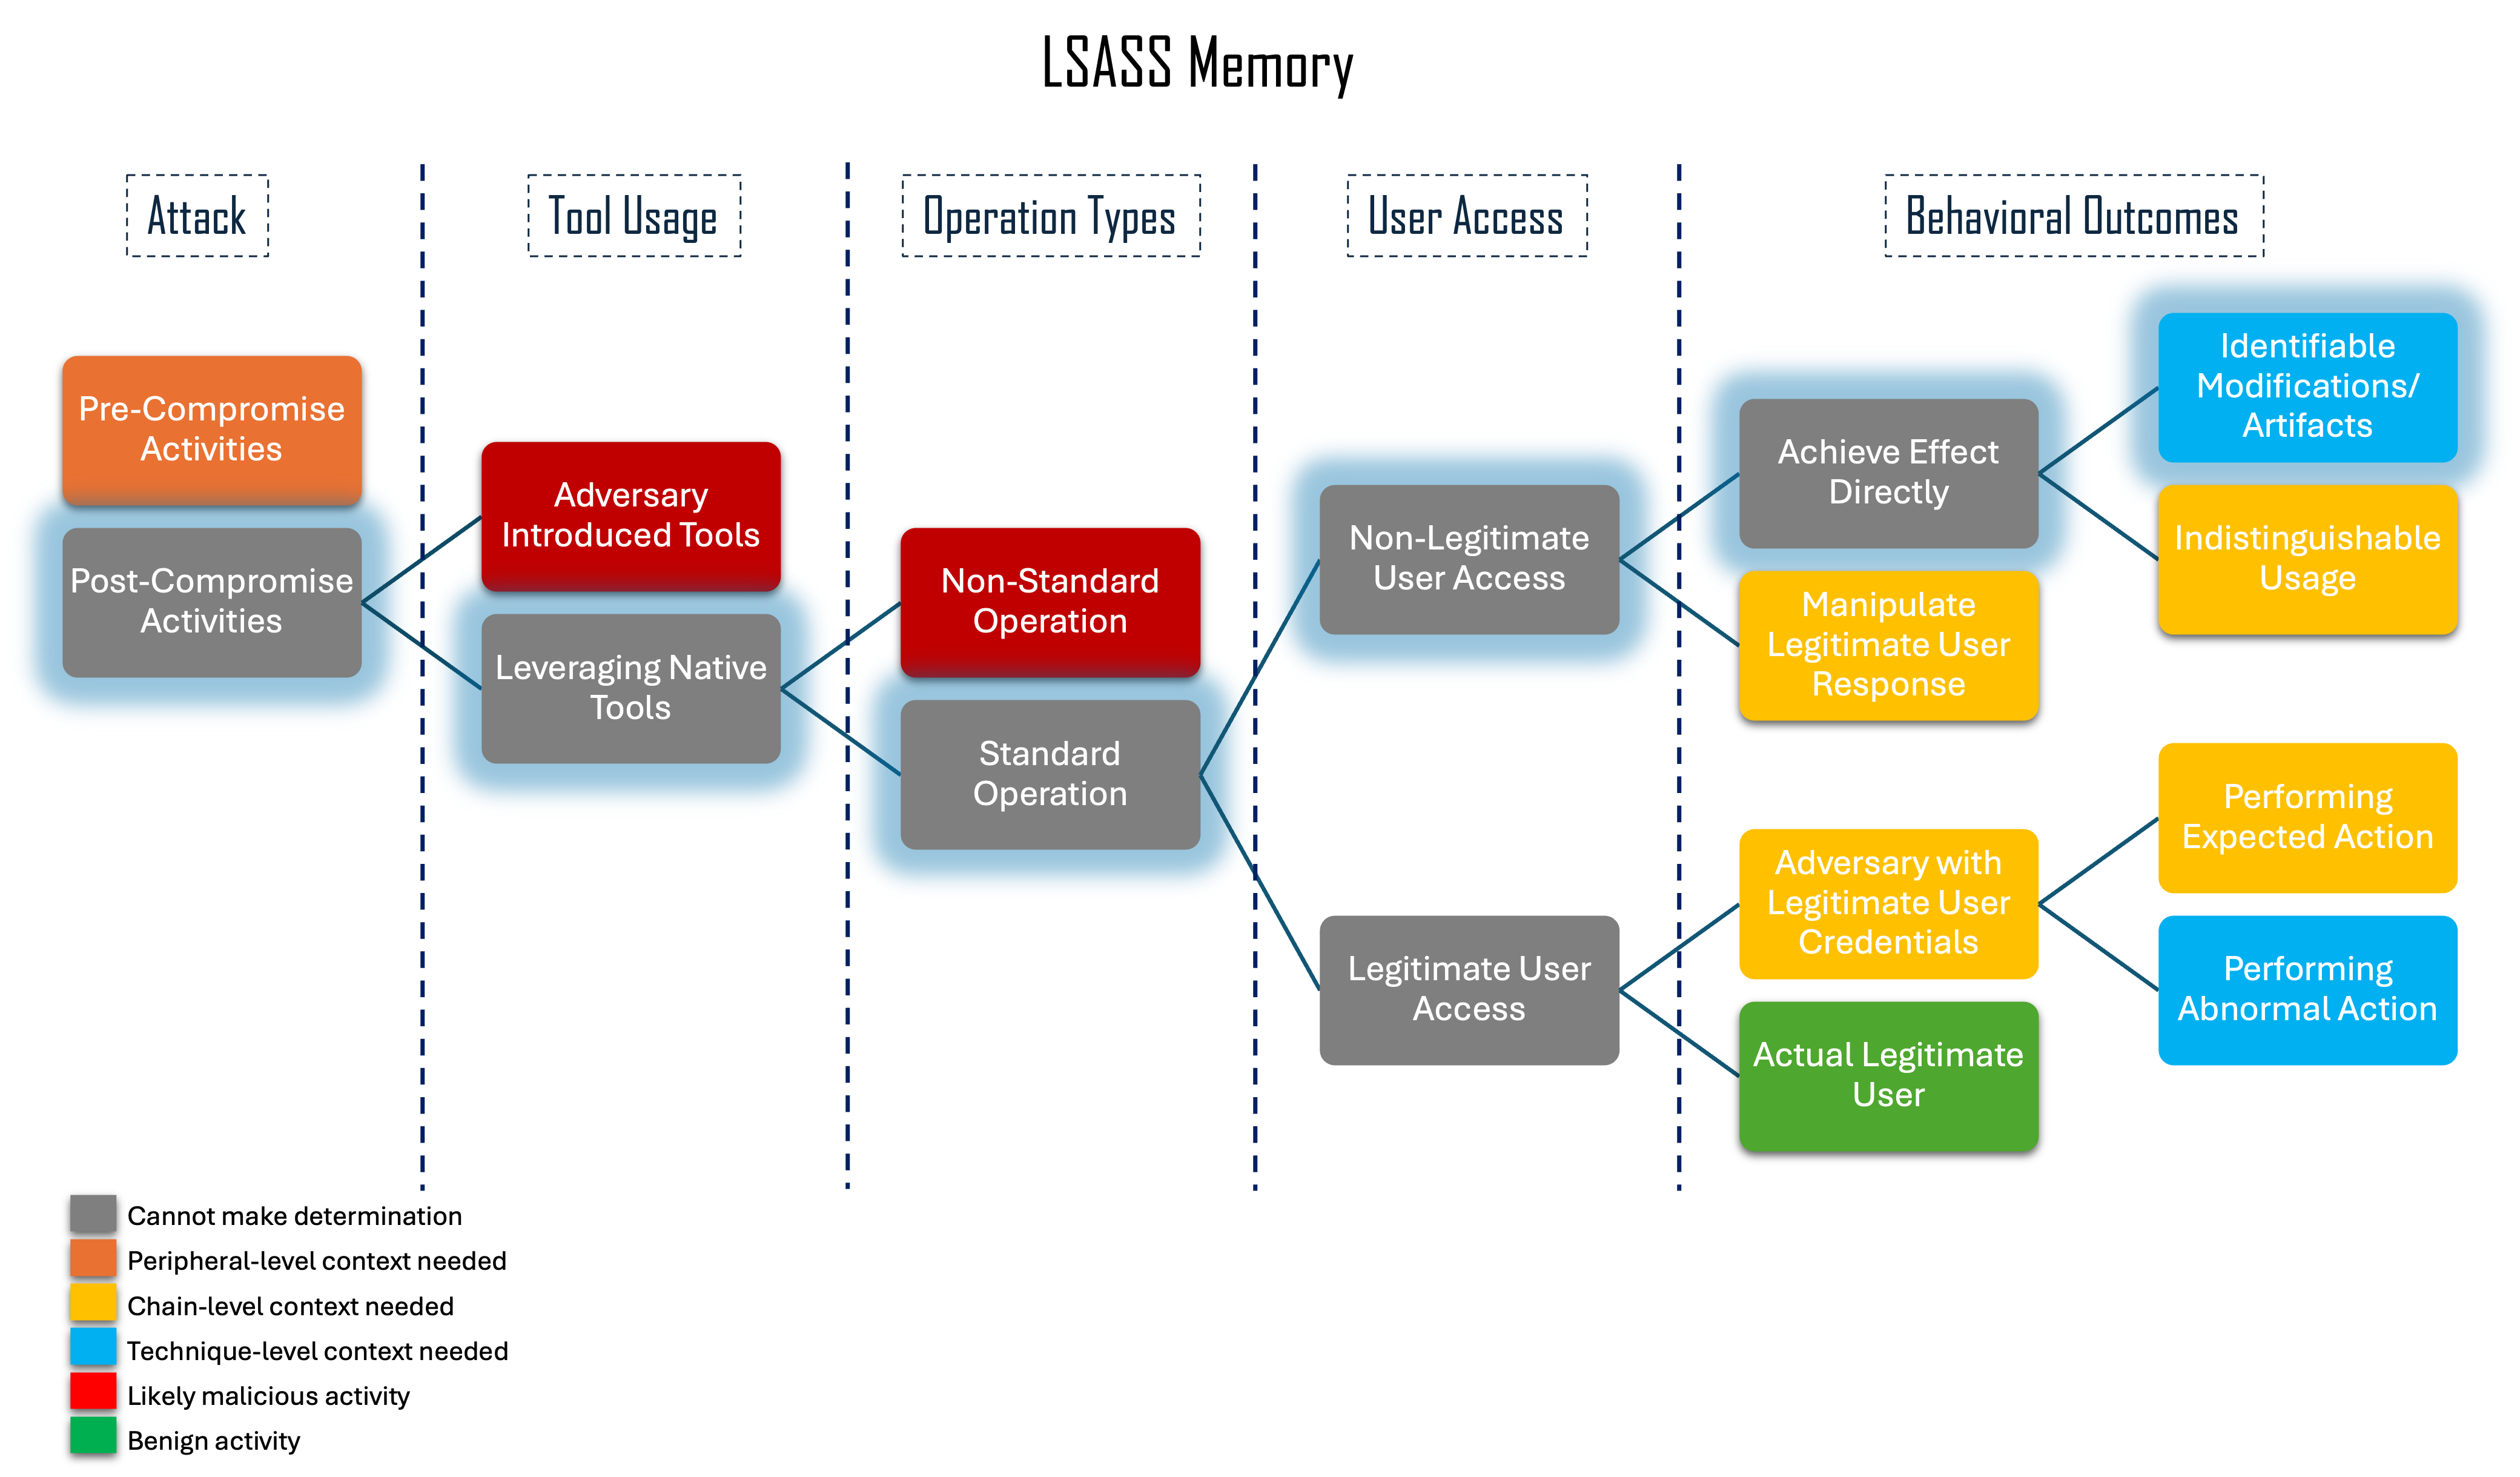 LSASS Memory
Attack
Tool Usage
Operation Types
User Access
Behavioral Outcomes
Pre-Compromise
Activities
Post-Compromise
Activities
Adversary
Introduced Tools
Leveraging Native
Tools
Non-Standard
Operation
Standard
Operation
Non-Legitimate
User Access
Legitimate User
Access
Achieve Effect
Directly
Manipulate
Legitimate User
Response
Adversary with
Legitimate User
Credentials
Actual Legitimate
User
Identifiable
Modifications/
Artifacts
Indistinguishable
Usage
Performing
Expected Action
Performing
Abnormal Action
Cannot make determination
Peripheral-level context needed
Chain-level context needed
Technique-level context needed
Likely malicious activity
Benign activity